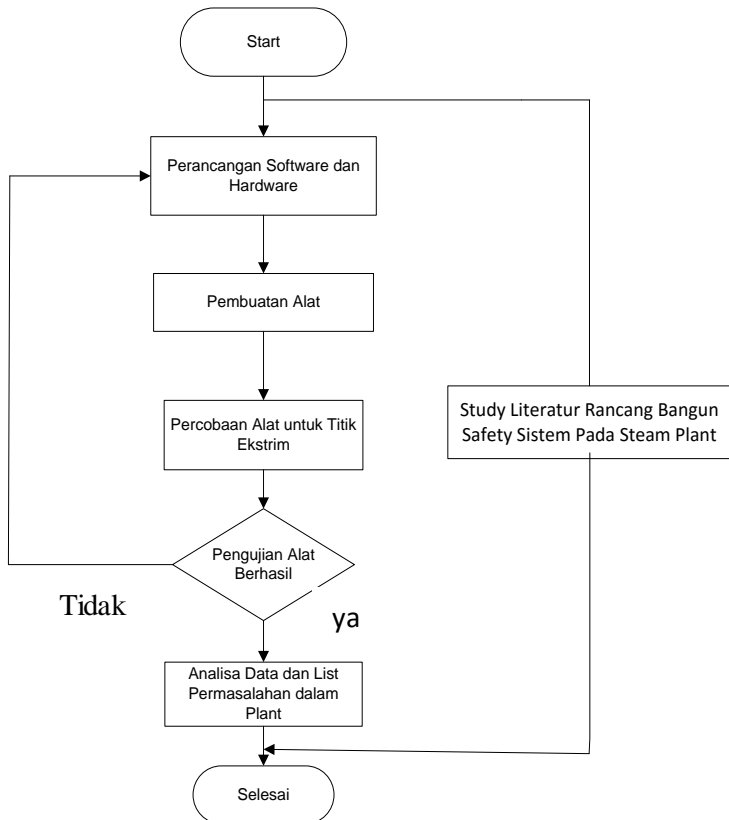 Start
Perancangan Software dan
Hardware
Pembuatan Alat
Study Literatur Rancang Bangun
Safety Sistem Pada Steam Plant
Percobaan Alat untuk Titik
Ekstrim
Pengujian Alat
Berhasil
Tidak
ya
Analisa Data dan List
Permasalahan dalam
Plant
Selesai